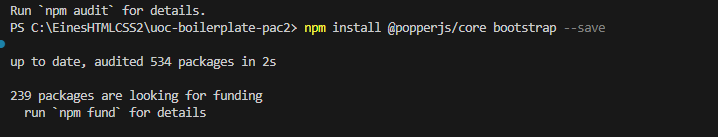 Run `npm audit` for details.
PS C:\EinesHTMLCSS2\uoc-boilerplate-pac2> npm install @popperjs/core bootstrap --save
up to date, audited 534 packages in 2s
239 packages are looking for funding
  run `npm fund` for details